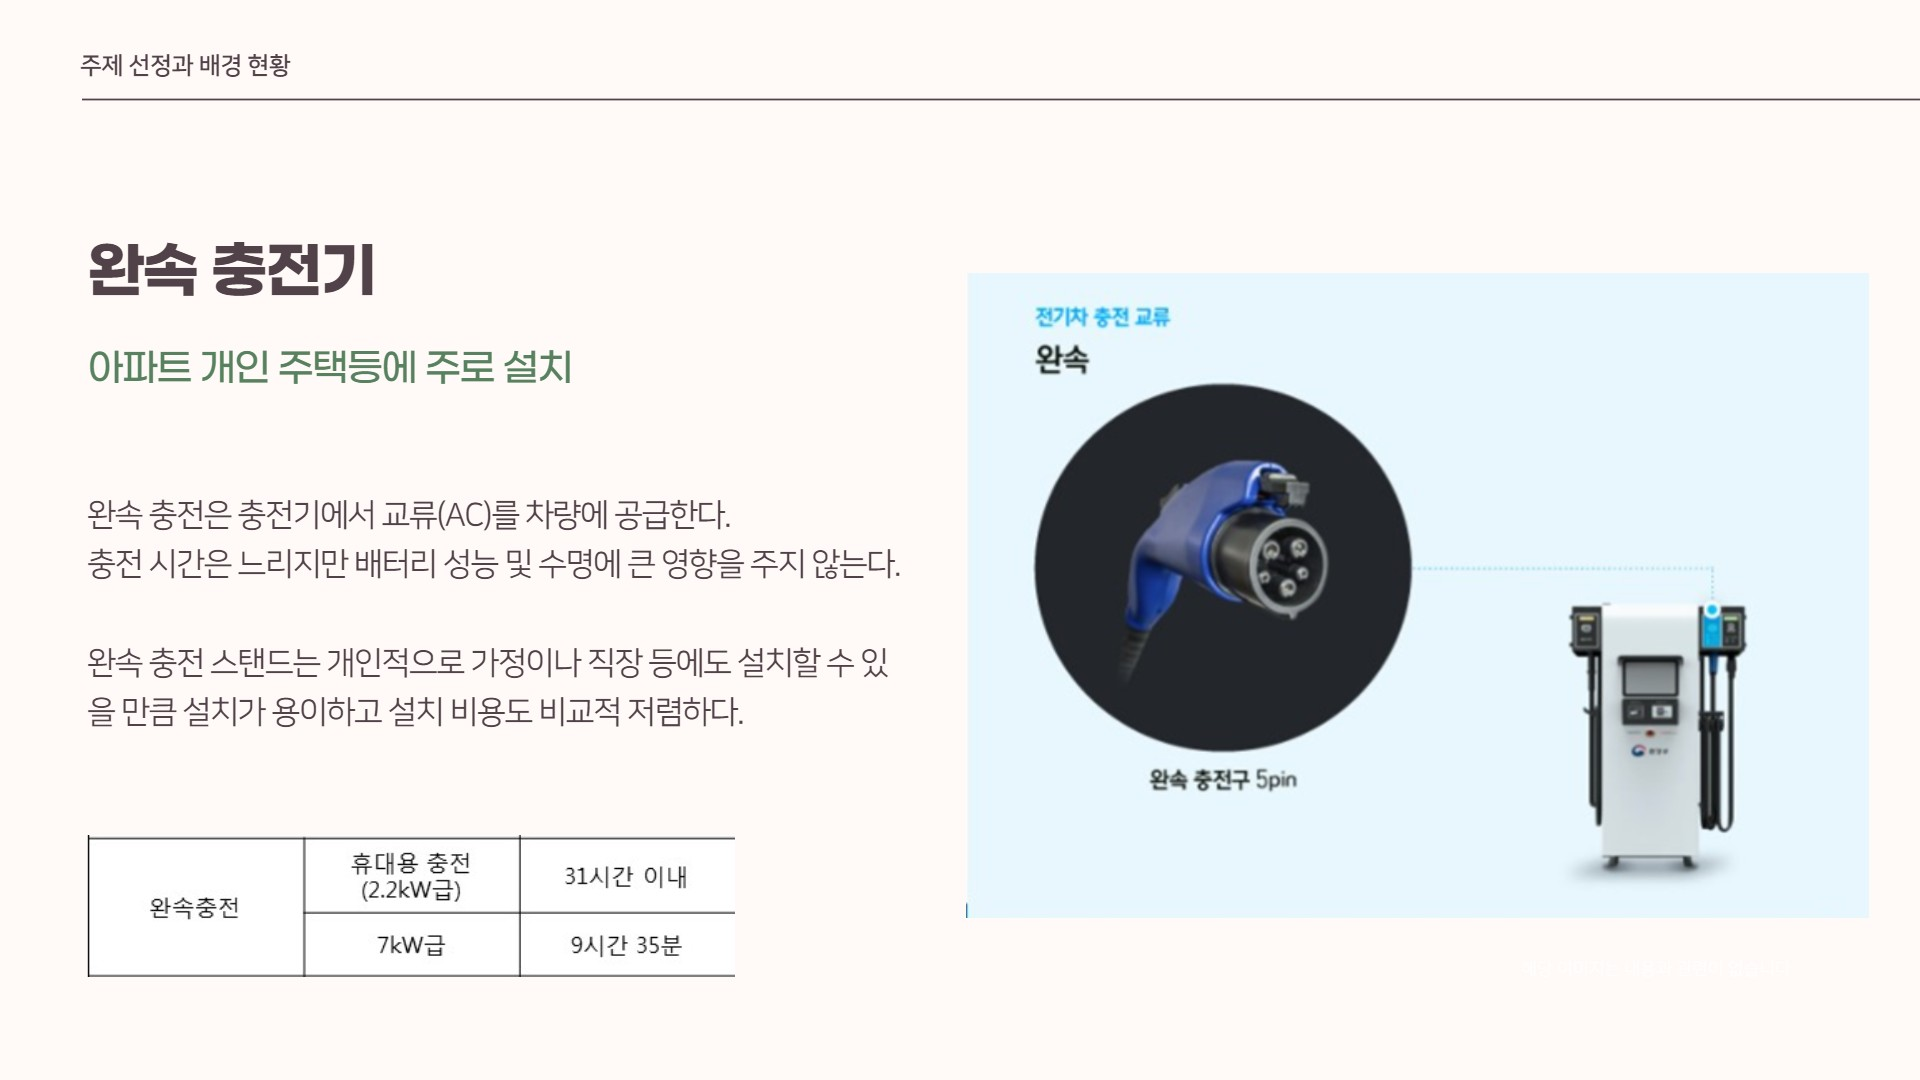 주제 선정과 배경 현황
완속 충전기
아파트 개인 주택등에 주로 설치
완속 충전은 충전기에서 교류(AC)를 차량에 공급한다.
충전 시간은 느리지만 배터리 성능 및 수명에 큰 영향을 주지 않는다.
완속 충전 스탠드는 개인적으로 가정이나 직장 등에도 설치할 수 있
을 만큼 설치가 용이하고 설치 비용도 비교적 저렴하다.
완속충전
휴대용 충전
(2.2kW급)
31시간 이내
7kW급
9시간 35분
전기차 충전 교류
완속
완속 충전구 5pin